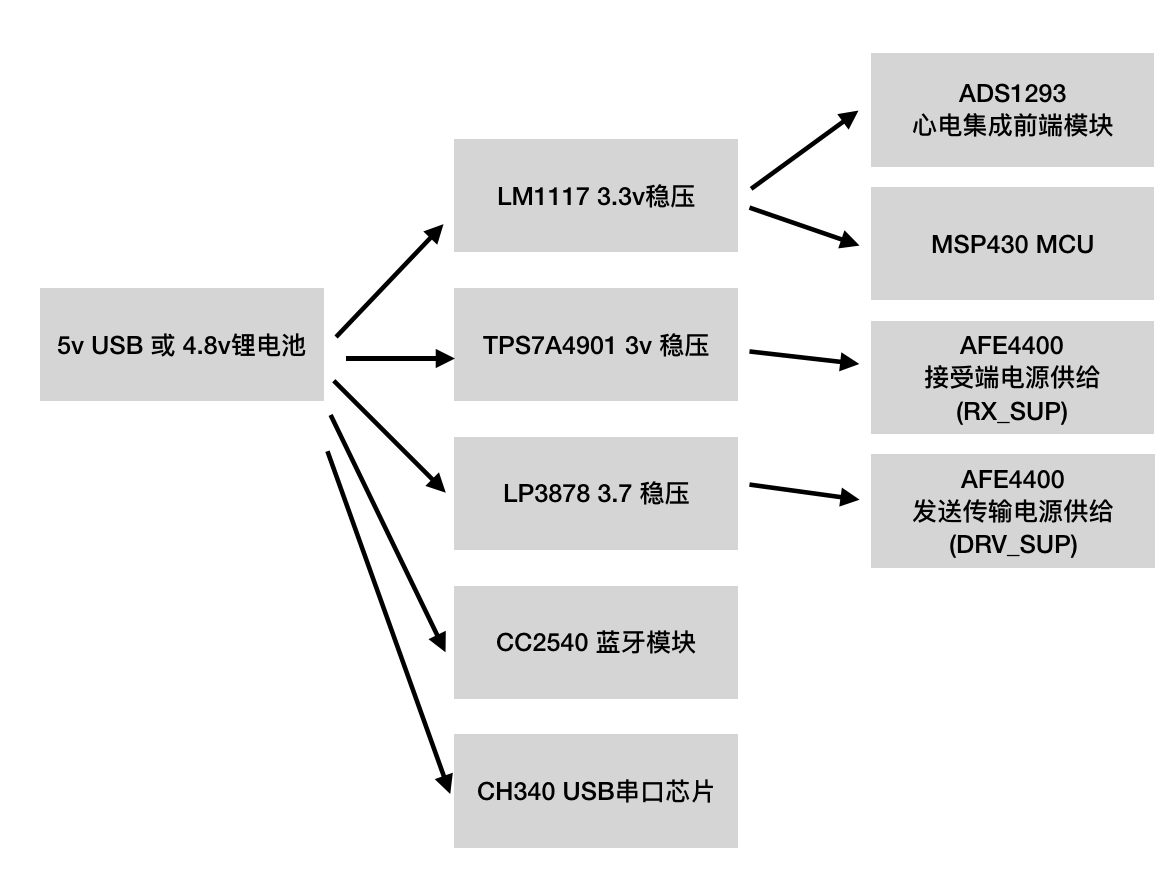 5v USB 或 4.8v锂电池
LM1117 3.3v稳压
TPS7A4901 3v 稳压
LP3878 3.7 稳压
CC2540 蓝牙模块
CH340 USB串口芯片
ADS1293
心电集成前端模块
MSP430 MCU
AFE4400
接受端电源供给
(RX_SUP)
AFE4400
发送传输电源供给
(DRV_SUP)